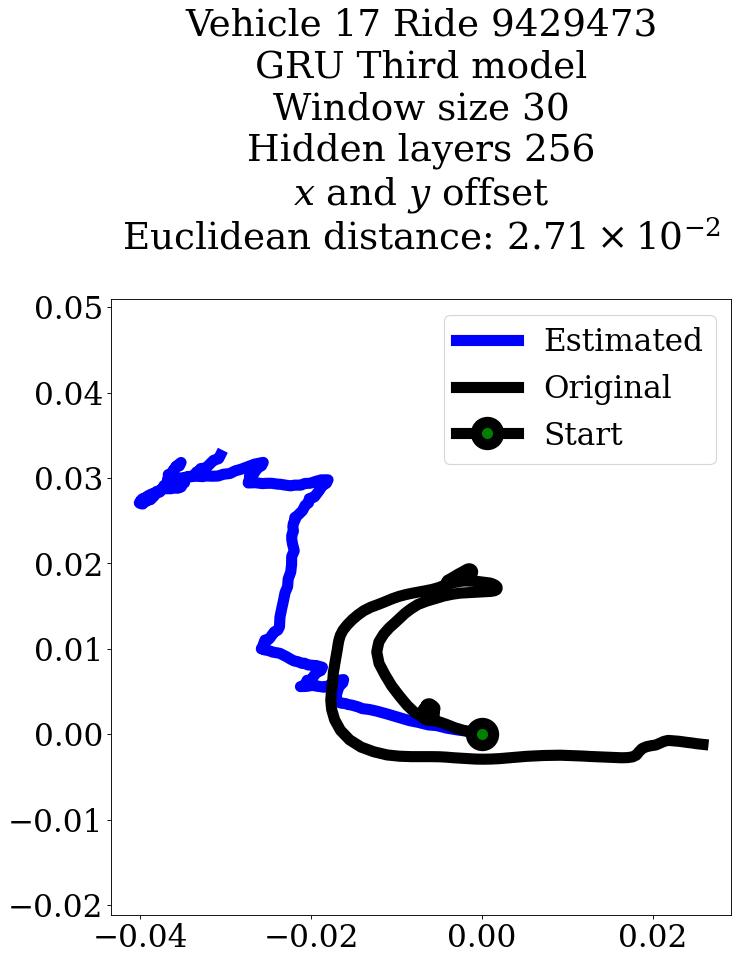 Vehicle 17 Ride 9429473
GRU Third model
Window size 30
Hidden layers 256
x and y offset
Euclidean distance: 2.71 × 10⁻²
Estimated
Original
Start
0.05
0.04
0.03
0.02
0.01
0.00
−0.01
−0.02
−0.04 −0.02 0.00 0.02